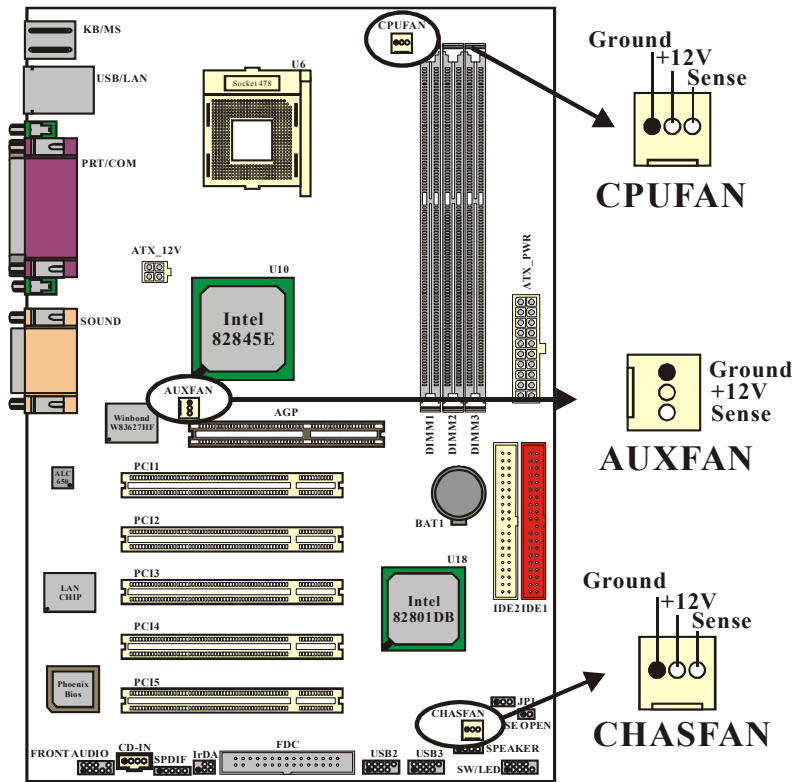 CPUFAN
KB/MS
Ground
+12V
Sense
U6
USB/LAN
Socket 478
PRT/COM
CPUFAN
ATX_12V
U10
ATX_PWR
Intel
82845E
SOUND
AUXFAN
Ground
+12V
Sense
Winbond
W83627HF
AGP
DIMM1
DIMM2
DIMM3
AUXFAN
ALC
650
PCI1
PCI2
BAT1
U18
PCI3
LAN
CHIP
Intel
82801DB
IDE2
IDE1
Ground
+12V
Sense
PCI4
Phoenix
Bios
PCI5
JP1
CHASFAN
SE OPEN
CHASFAN
SPEAKER
FRONT AUDIO
CD-IN
SPDIF
IrDA
FDC
USB2
USB3
SW/LED